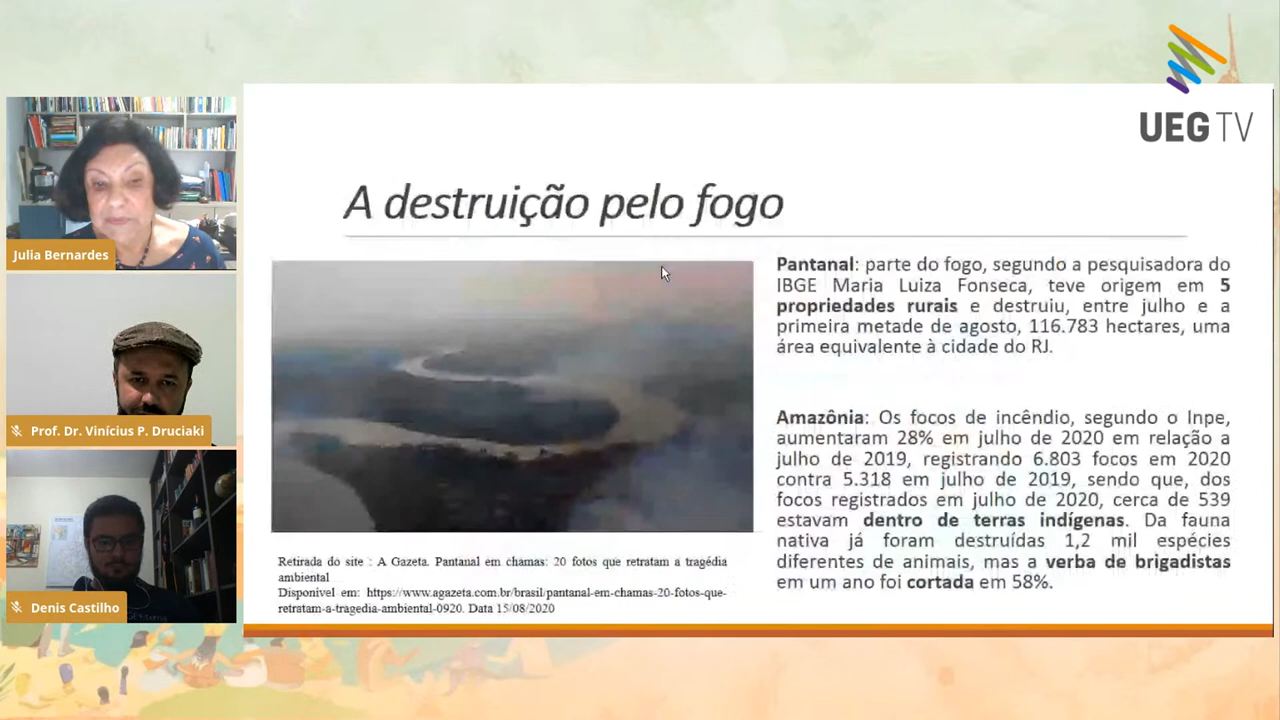 UEG TV
Julia Bernardes
Prof. Dr. Vinícius P. Druciaki
Denis Castilho
A destruição pelo fogo
Pantanal: parte do fogo, segundo a pesquisadora do
IBGE Maria Luiza Fonseca, teve origem em 5
propriedades rurais e destruiu, entre julho e a
primeira metade de agosto, 116.783 hectares, uma
área equivalente à cidade do RJ.
Amazônia: Os focos de incêndio, segundo o Inpe,
aumentaram 28% em julho de 2020 em relação a
julho de 2019, registrando 6.803 focos em 2020
contra 5.318 em julho de 2019, sendo que, dos
focos registrados em julho de 2020, cerca de 539
estavam dentro de terras indígenas. Da fauna
nativa já foram destruídas 1,2 mil espécies
diferentes de animais, mas a verba de brigadistas
em um ano foi cortada em 58%.
Retirada do site : A Gazeta. Pantanal em chamas: 20 fotos que retratam a tragédia
ambiental
Disponível em: https://www.agazeta.com.br/brasil/pantanal-em-chamas-20-fotos-que-
retratam-a-tragedia-ambiental-0920. Data 15/08/2020